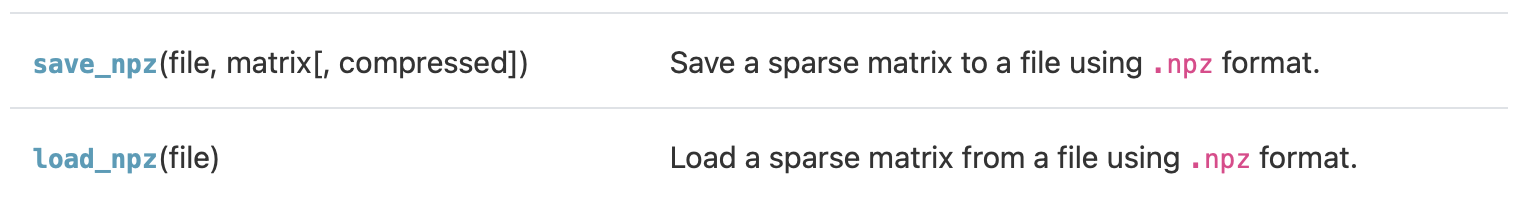 save_npz(file, matrix[, compressed]) Save a sparse matrix to a file using .npz format.
load_npz(file) Load a sparse matrix from a file using .npz format.